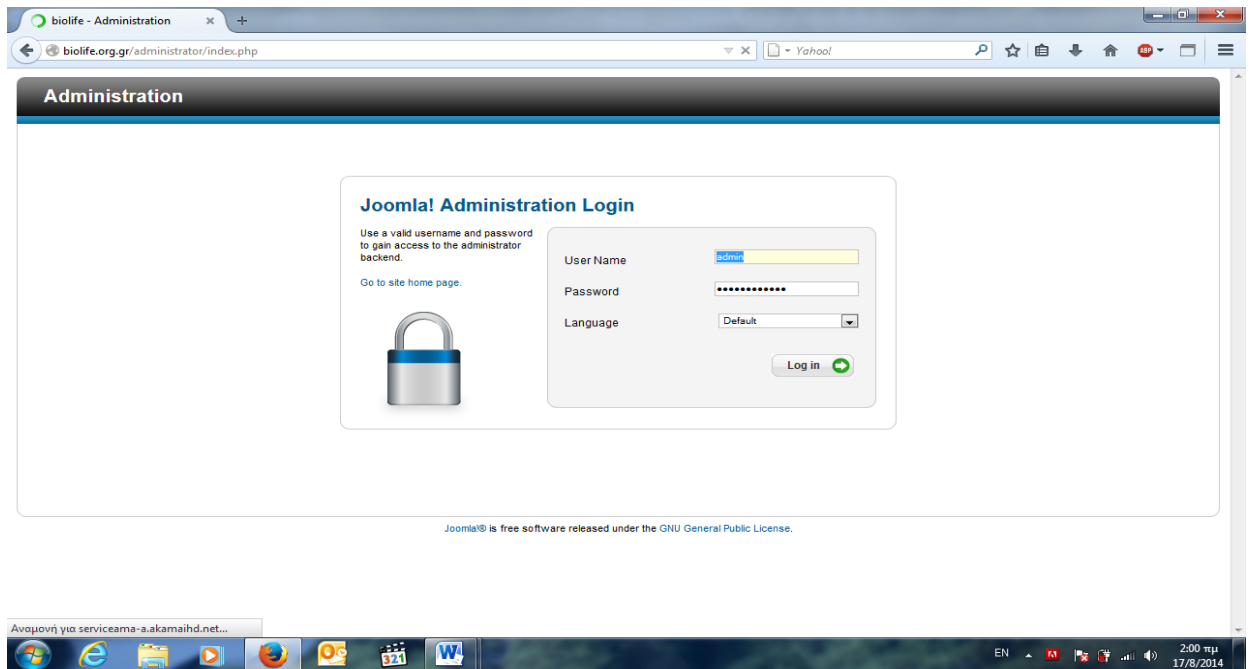 biolife - Administration
biolife.org.gr/administrator/index.php
Yahoo!
ABP
Administration
Joomla! Administration Login
Use a valid username and password
to gain access to the administrator
backend.
Go to site home page.
User Name
admin
Password
••••••••••••
Language
Default
Log in
Joomla!® is free software released under the GNU General Public License.
Αναμονή για serviceama-a.akamaihd.net...
321
W
EN
2:00 πμ
17/8/2014